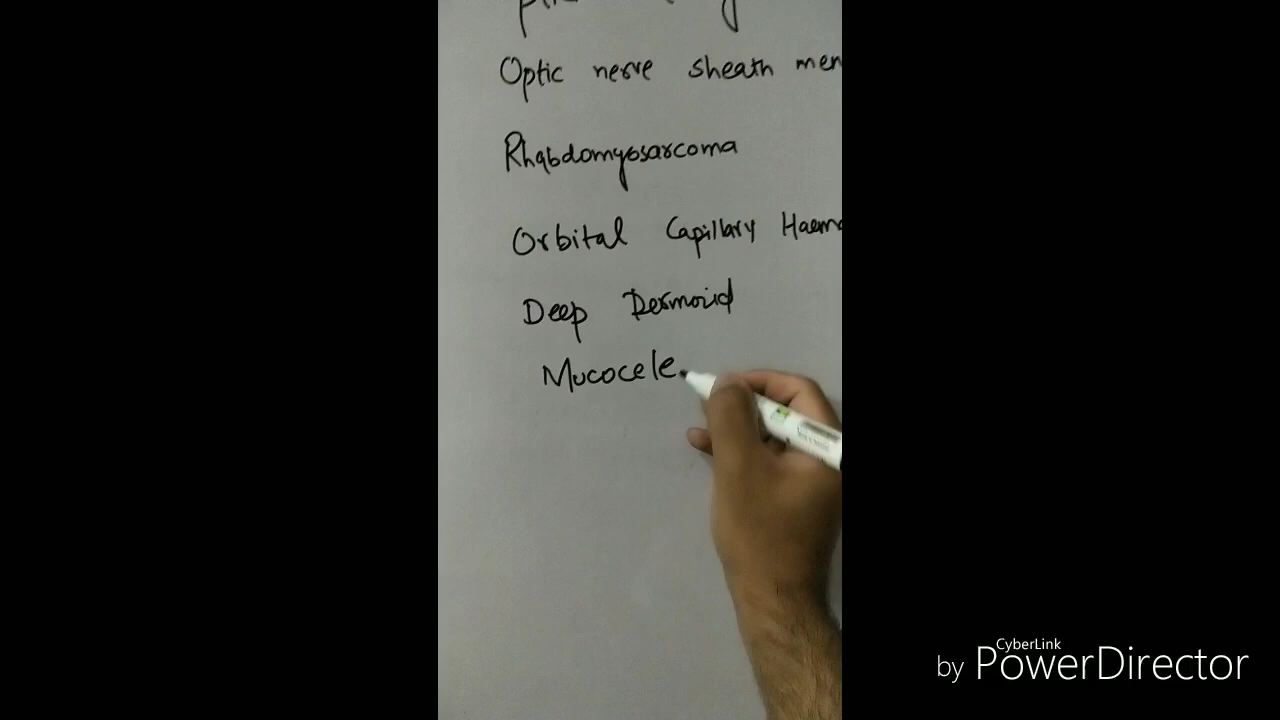 Optic nerve sheath men
Rhabdomyosarcoma
Orbital Capillary Haem
Deep Dermoid
Mucocele
CyberLink
by PowerDirector